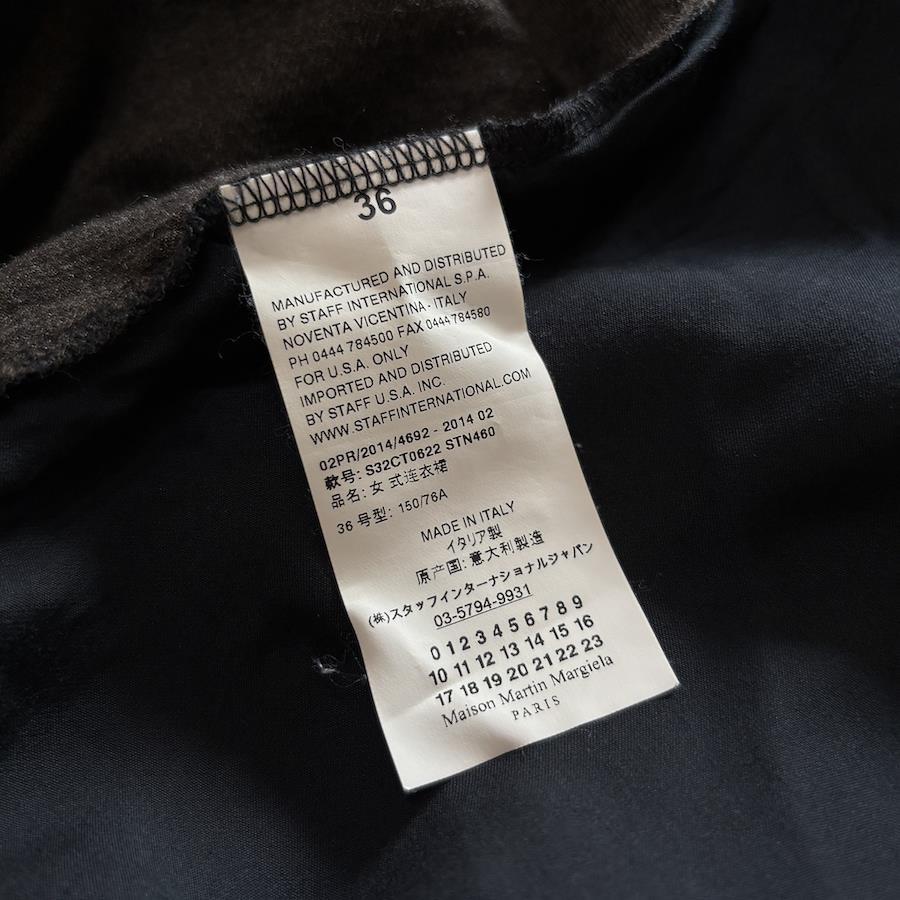 36
MANUFACTURED AND DISTRIBUTED
BY STAFF INTERNATIONAL S.P.A.
NOVENTA VICENTINA - ITALY
PH 0444 784500 FAX 0444 784580
FOR U.S.A. ONLY
IMPORTED AND DISTRIBUTED
BY STAFF U.S.A. INC.
WWW.STAFFINTERNATIONAL.COM
02PR/2014/4692 - 2014 02
款号: S32CT0622 STN460
品名: 女 式连衣裙
36 号型: 150/76A
MADE IN ITALY
イタリア製
原产国: 意大利製造
(株)スタッフインターナショナルジャパン
03-5794-9931
0 1 2 3 4 5 6 7 8 9
10 11 12 13 14 15 16
17 18 19 20 21 22 23
Maison Martin Margiela
PARIS